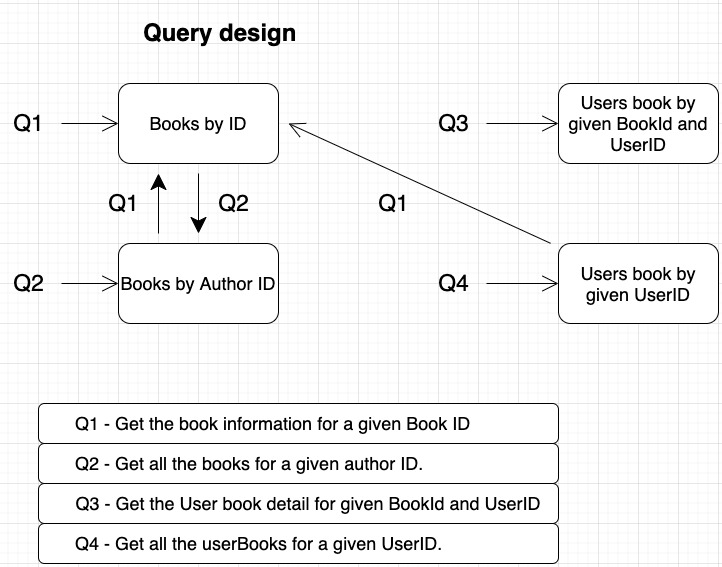 Query design
Q1
Books by ID
Q3
Users book by
given BookId and
UserID
Q1
Q2
Q1
Q2
Books by Author ID
Q4
Users book by
given UserID
Q1 - Get the book information for a given Book ID
Q2 - Get all the books for a given author ID.
Q3 - Get the User book detail for given BookId and UserID
Q4 - Get all the userBooks for a given UserID.